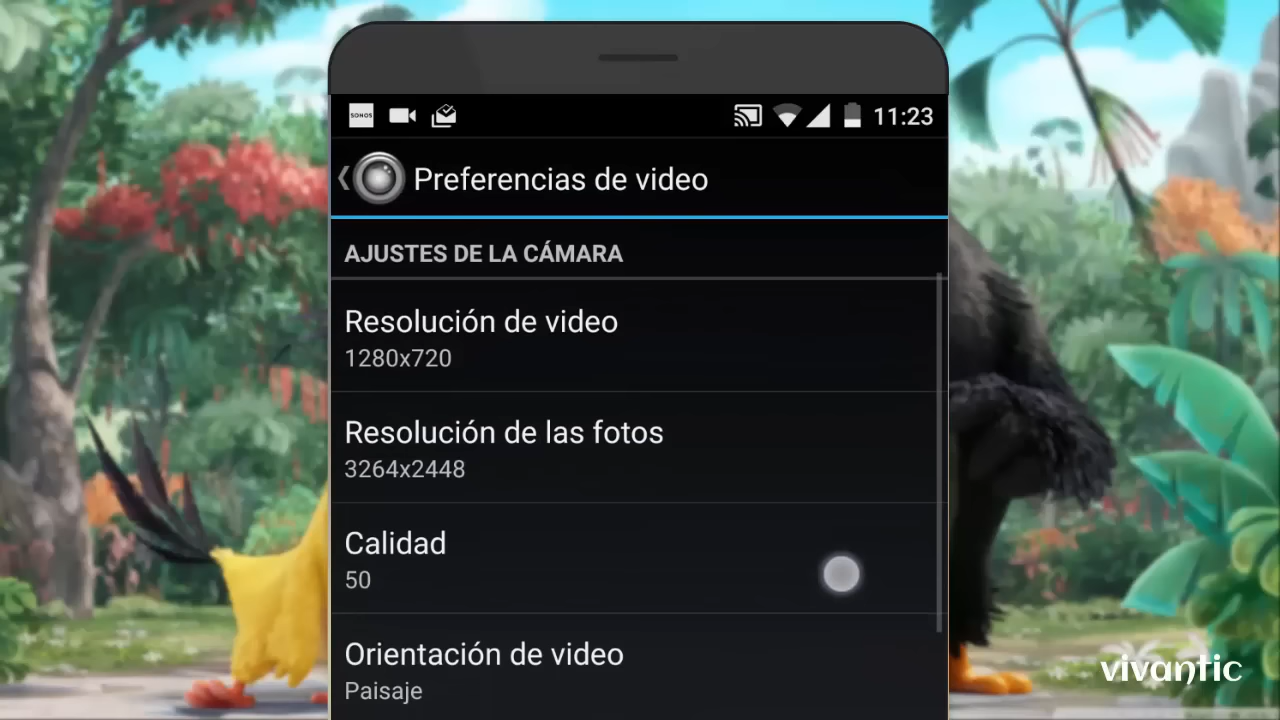 SONOS
11:23
Preferencias de video
AJUSTES DE LA CÁMARA
Resolución de video
1280x720
Resolución de las fotos
3264x2448
Calidad
50
Orientación de video
Paisaje
vivantic